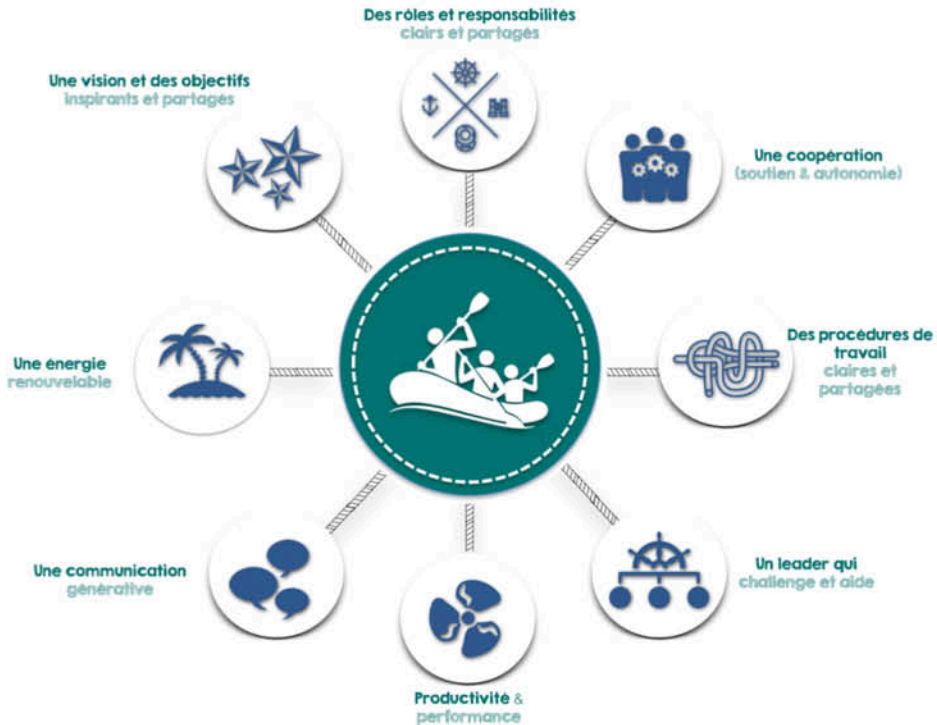 Des rôles et responsabilités
clairs et partagés
Une vision et des objectifs
inspirants et partagés
Une coopération
(soutien & autonomie)
Une énergie
renouvelable
Des procédures de
travail
claires et
partagées
Une communication
générative
Un leader qui
challenge et aide
Productivité &
performance